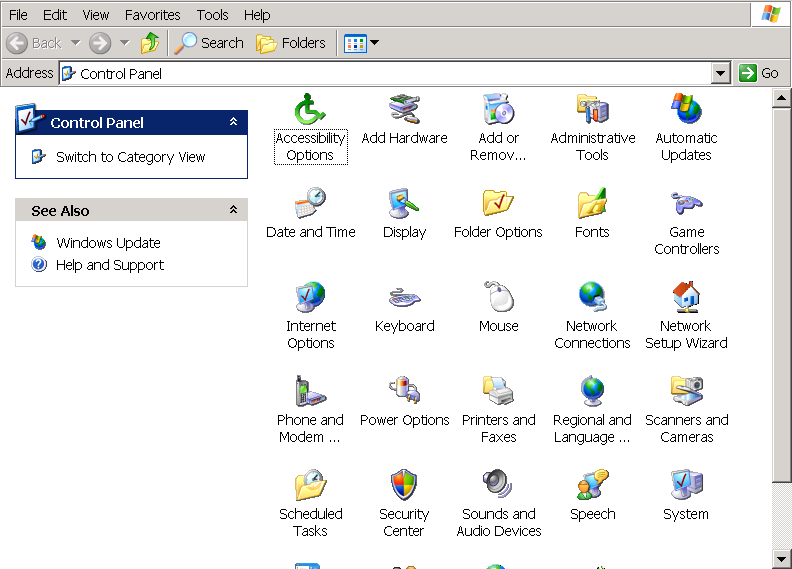 File Edit View Favorites Tools Help
Back Search Folders
Address Control Panel Go
Control Panel
Switch to Category View
See Also
Windows Update
Help and Support
Accessibility
Options
Add Hardware
Add or
Remov...
Administrative
Tools
Automatic
Updates
Date and Time
Display
Folder Options
Fonts
Game
Controllers
Internet
Options
Keyboard
Mouse
Network
Connections
Network
Setup Wizard
Phone and
Modem ...
Power Options
Printers and
Faxes
Regional and
Language ...
Scanners and
Cameras
Scheduled
Tasks
Security
Center
Sounds and
Audio Devices
Speech
System